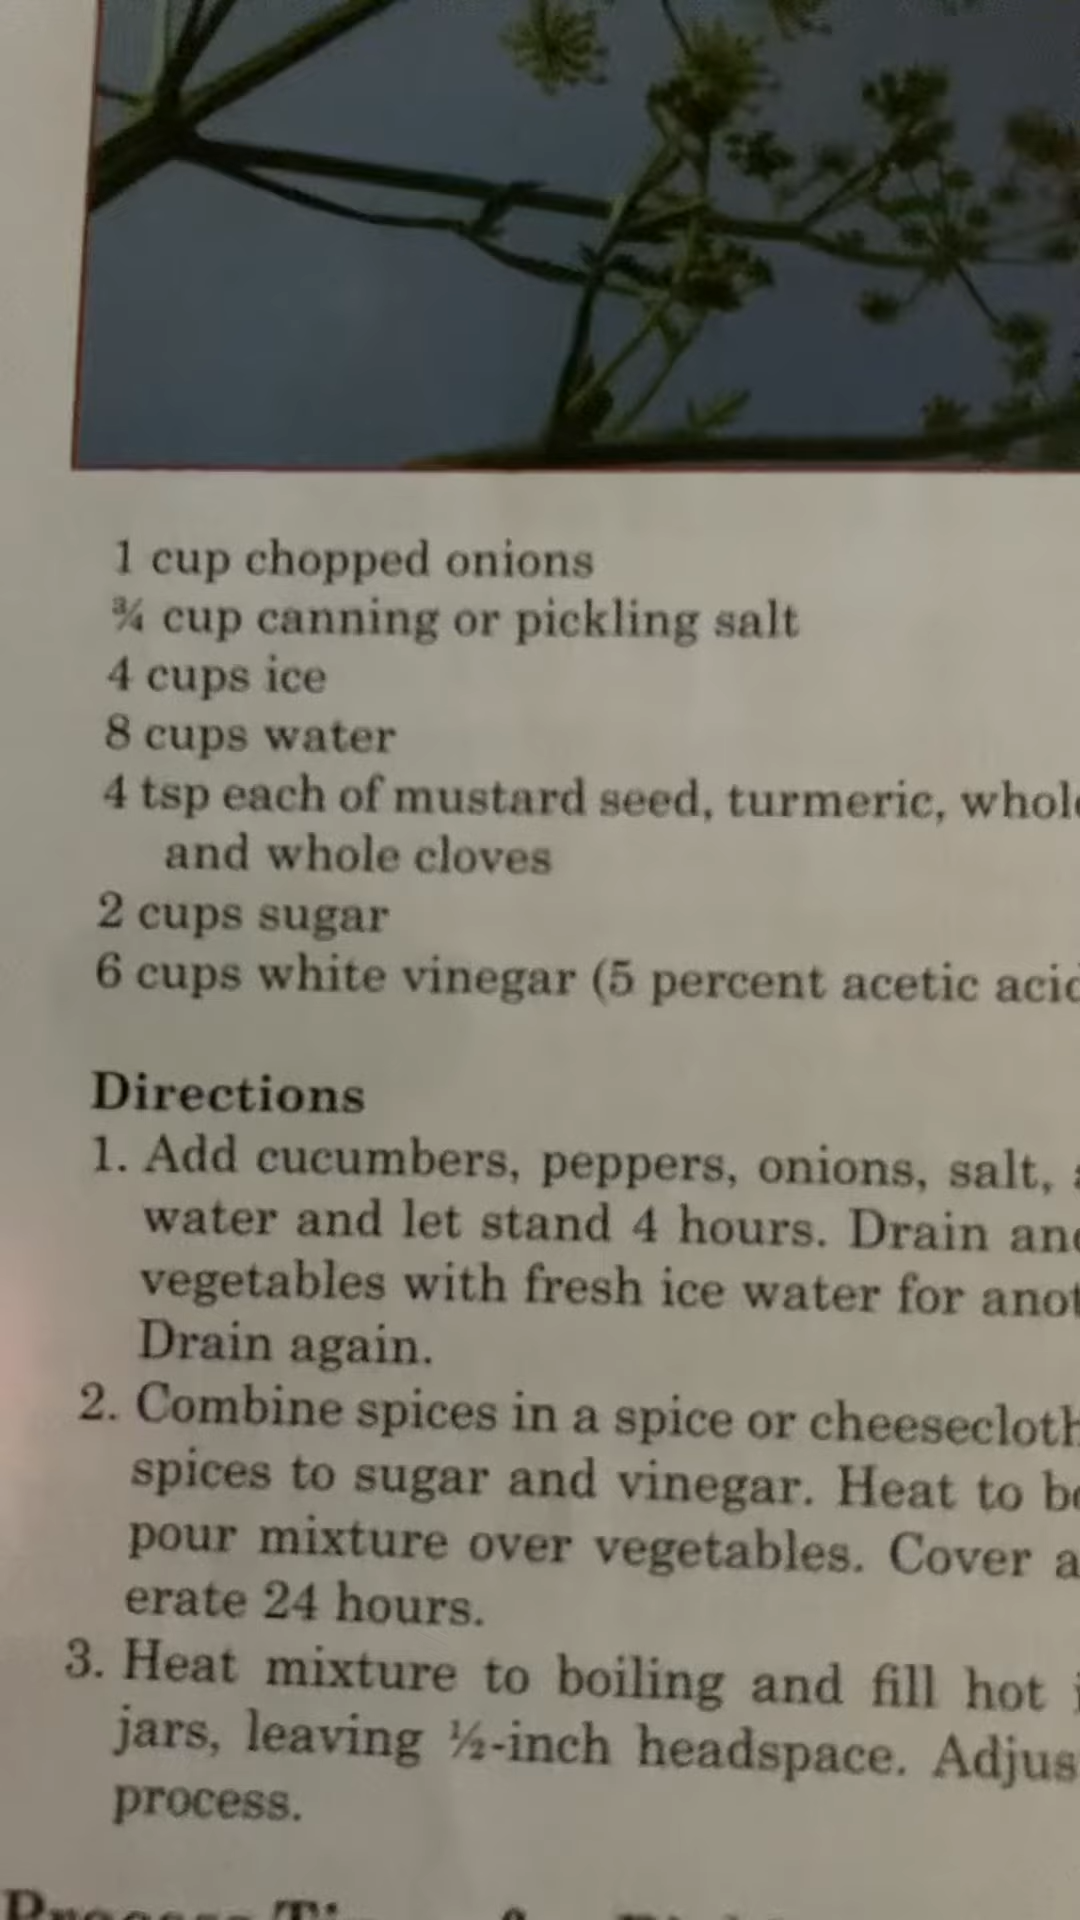 1 cup chopped onions
¾ cup canning or pickling salt
4 cups ice
8 cups water
4 tsp each of mustard seed, turmeric, whole
and whole cloves
2 cups sugar
6 cups white vinegar (5 percent acetic acid
Directions
1. Add cucumbers, peppers, onions, salt,
water and let stand 4 hours. Drain and
vegetables with fresh ice water for
Drain again.
2. Combine spices in a spice or cheesecloth
spices to sugar and vinegar. Heat to
pour mixture over vegetables. Cover
erate 24 hours.
3. Heat mixture to boiling and fill hot
jars, leaving ½-inch headspace. Adjus
process.
Process